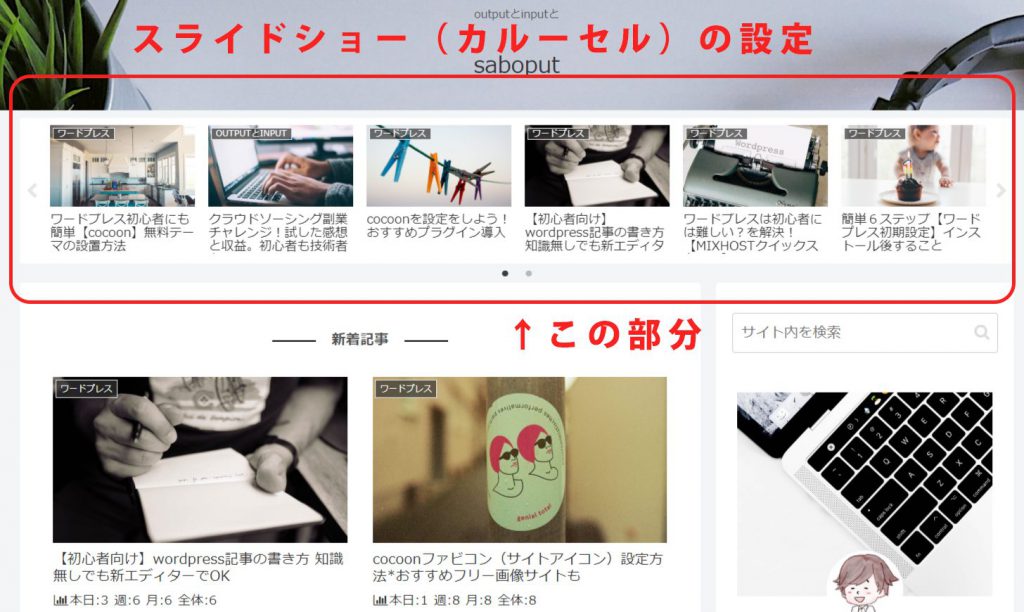 outputとinputと
スライドショー（カルーセル）の設定
saboput
ワードプレス
ワードプレス初心者にも
簡単【cocoon】無料テー
マの設置方法
OUTPUTとINPUT
クラウドソーシング副業
チャレンジ！試した感想
と収益。初心者も技術者
ワードプレス
cocoonを設定をしよう！
おすすめプラグイン導入
ワードプレス
【初心者向け】
wordpress記事の書き方
知識無しでも新エディタ
ワードプレス
Wordpress
ワードプレスは初心者に
は難しい？を解決！
【MIXHOSTクイックス
ワードプレス
簡単６ステップ【ワード
プレス初期設定】インス
トール後すること
↑この部分
新着記事
サイト内を検索
ワードプレス
【初心者向け】wordpress記事の書き方 知識
無しでも新エディターでOK
本日:3 週:6 月:6 全体:6
ワードプレス
genial total
cocoonファビコン（サイトアイコン）設定方
法*おすすめフリー画像サイトも
本日:1 週:8 月:8 全体:8